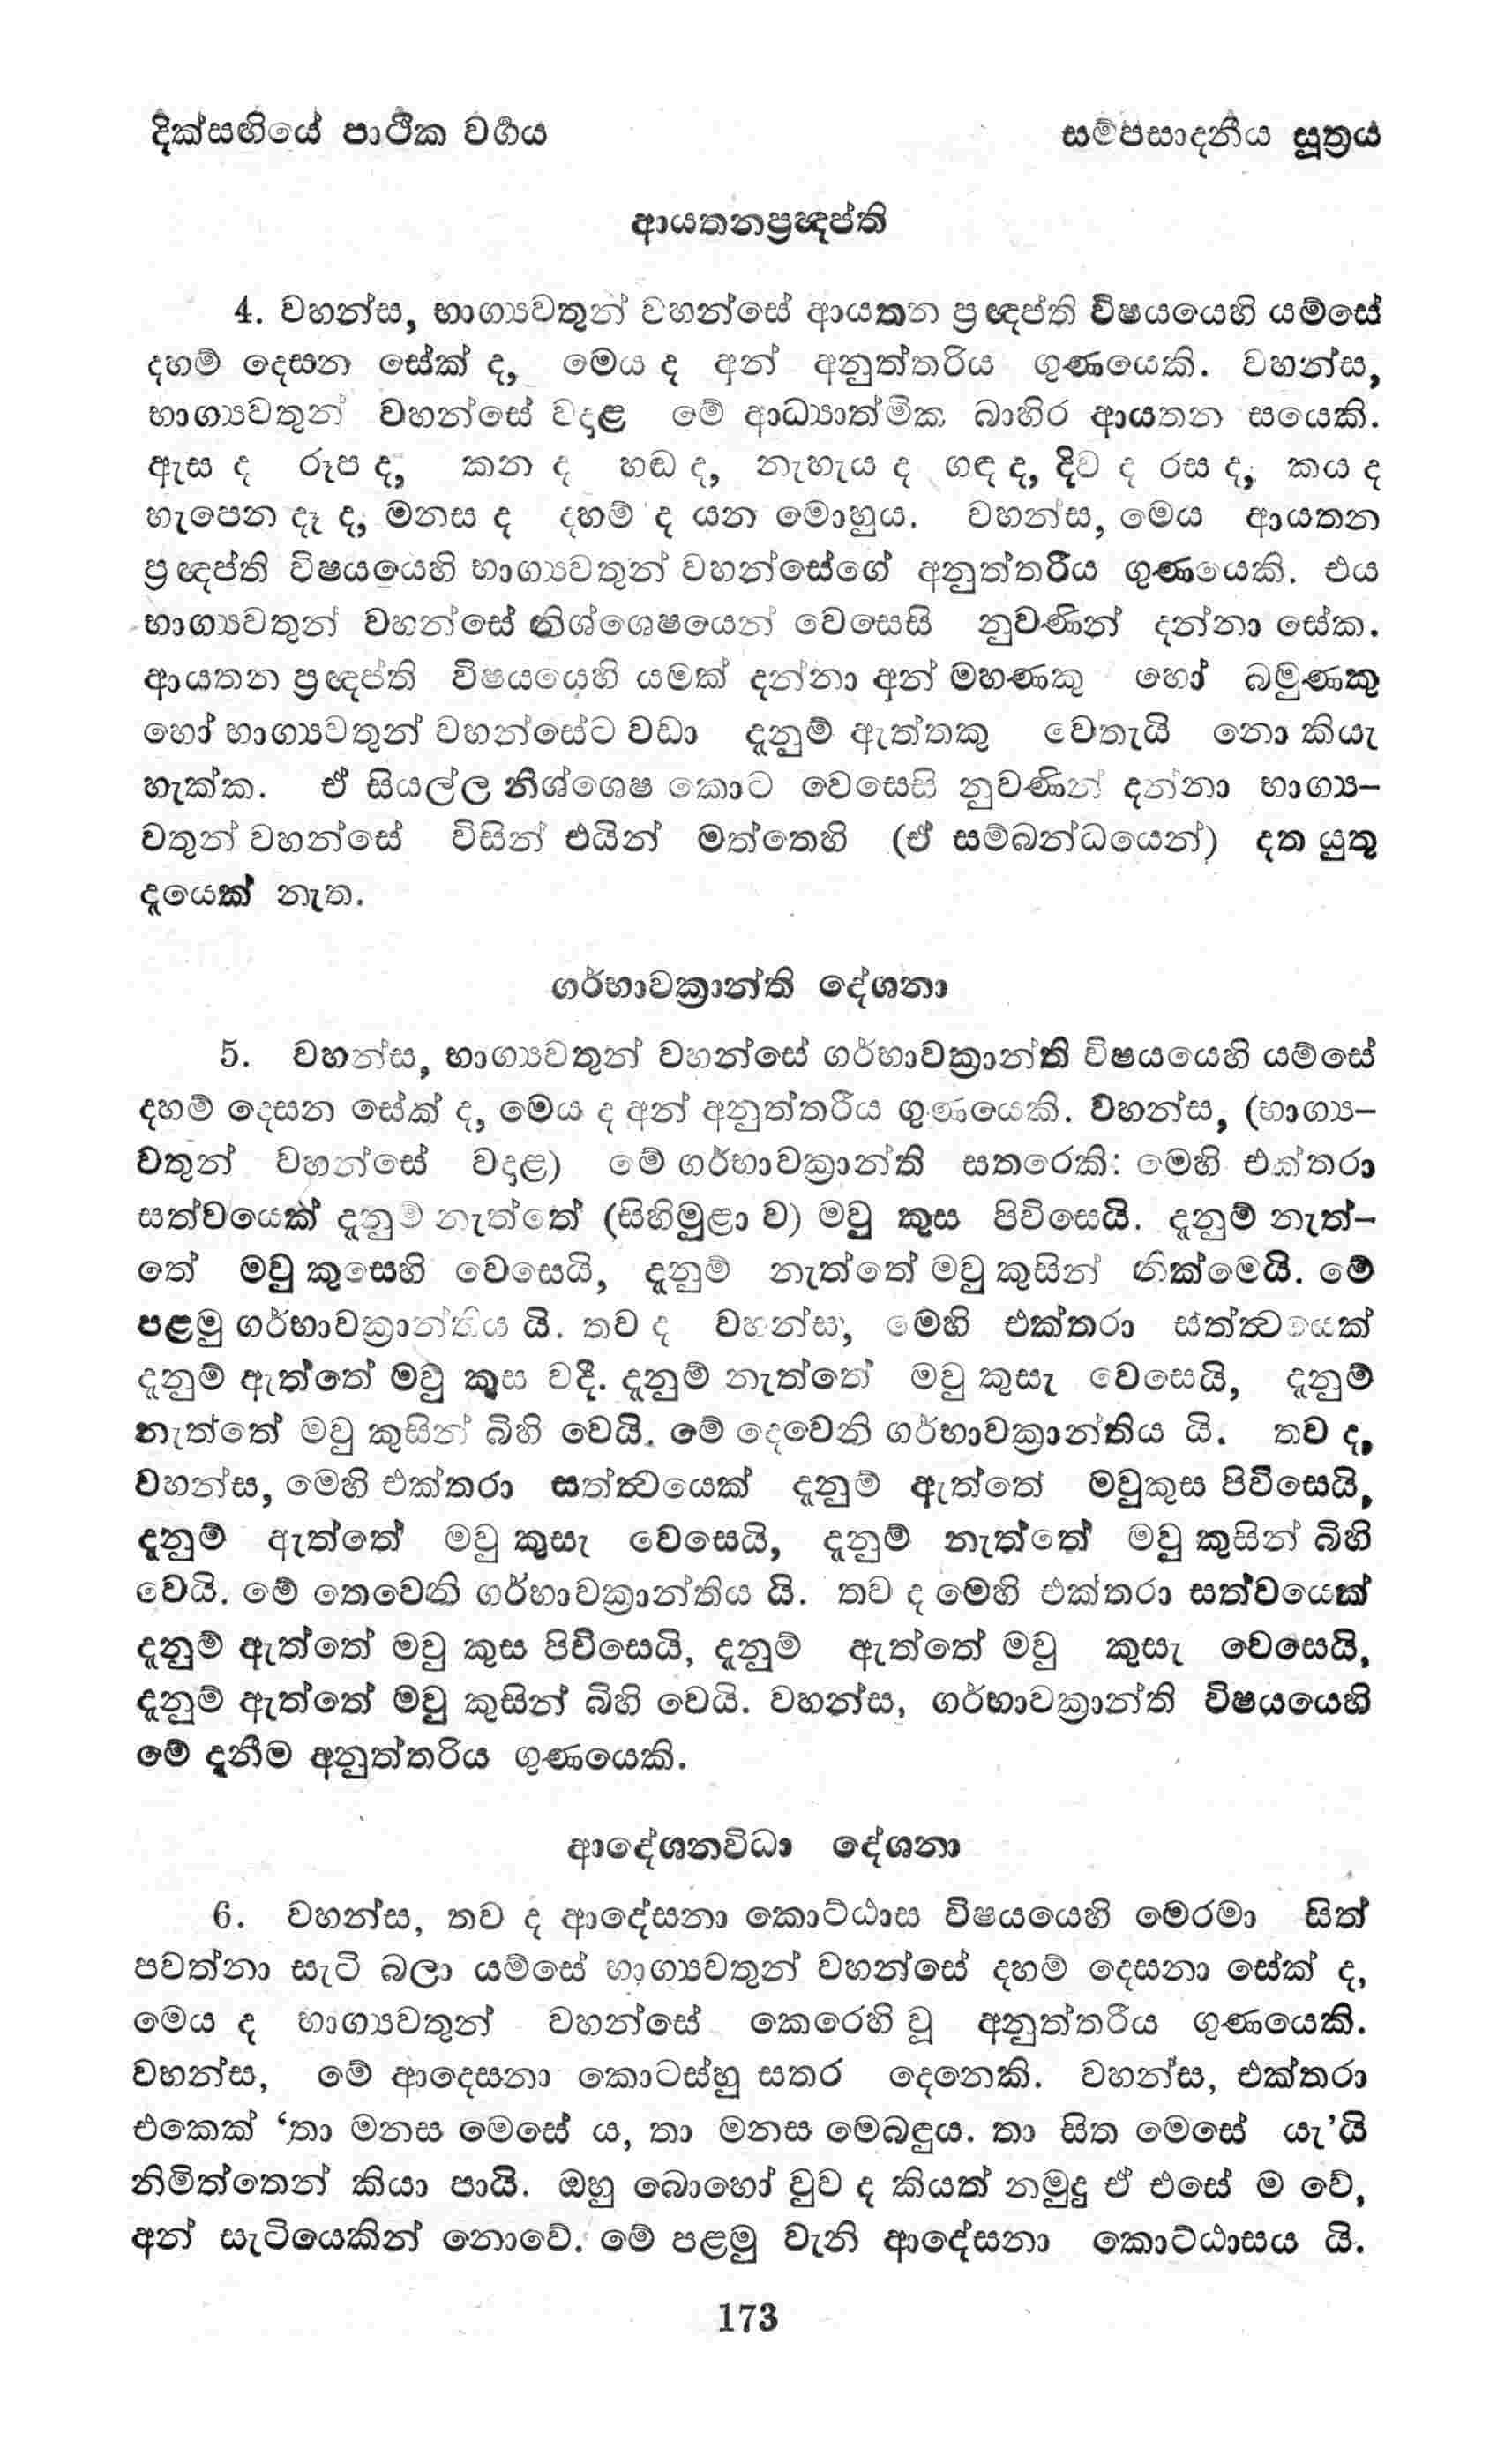 දික්සඟියේ පාර්ථික වර්ගය සම්පසාදනීය සූත්‍රය
ආයතනප්‍රඥප්ති
4. වහන්ස, භාග්‍යවතුන් වහන්සේ ආයතන ප්‍රඥප්ති විෂයයෙහි යම්සේ
දහම් දෙසන සේක් ද, මෙය ද අන් අනුත්තරිය ගුණයෙකි. වහන්ස,
භාග්‍යවතුන් වහන්සේ වදාළ මේ ආධ්‍යාත්මික බාහිර ආයතන සයෙකි.
ඇස ද රූප ද, කන ද හඬ ද, නැහැය ද ගඳ ද, දිව ද රස ද, කය ද
හැපෙන දෑ ද, මනස ද දහම් ද යන මොහුය. වහන්ස, මෙය ආයතන
ප්‍රඥප්ති විෂයයෙහි භාග්‍යවතුන් වහන්සේගේ අනුත්තරීය ගුණයෙකි. එය
භාග්‍යවතුන් වහන්සේ නිශ්ශෙෂයෙන් වෙසෙසි නුවණින් දන්නා සේක.
ආයතන ප්‍රඥප්ති විෂයයෙහි යමක් දන්නා අන් මහණකු හෝ බමුණකු
හෝ භාග්‍යවතුන් වහන්සේට වඩා දැනුම් ඇත්තකු වෙතැයි නො කියැ
හැක්ක. ඒ සියල්ල නිශ්ශෙෂ කොට වෙසෙසි නුවණින් දන්නා භාග්‍ය-
වතුන් වහන්සේ විසින් එයින් මත්තෙහි (ඒ සම්බන්ධයෙන්) දත යුතු
දැයෙක් නැත.
ගර්භාවක්‍රාන්ති දේශනා
5. වහන්ස, භාග්‍යවතුන් වහන්සේ ගර්භාවක්‍රාන්ති විෂයයෙහි යම්සේ
දහම් දෙසන සේක් ද, මෙය ද අන් අනුත්තරීය ගුණයෙකි. වහන්ස, (භාග්‍ය-
වතුන් වහන්සේ වදාළ) මේ ගර්භාවක්‍රාන්ති සතරෙකි: මෙහි එක්තරා
සත්වයෙක් දැනුම් නැත්තේ (සිහිමුළා ව) මවු කුස පිවිසෙයි. දැනුම් නැත්-
තේ මවු කුසෙහි වෙසෙයි, දැනුම් නැත්තේ මවු කුසින් නික්මෙයි. මේ
පළමු ගර්භාවක්‍රාන්තිය යි. තව ද වහන්ස, මෙහි එක්තරා සත්ත්‍වයෙක්
දැනුම් ඇත්තේ මවු කුස වදී. දැනුම් නැත්තේ මවු කුසැ වෙසෙයි, දැනුම්
නැත්තේ මවු කුසින් බිහි වෙයි. මේ දෙවෙනි ගර්භාවක්‍රාන්තිය යි. තව ද,
වහන්ස, මෙහි එක්තරා සත්ත්‍වයෙක් දැනුම් ඇත්තේ මවුකුස පිවිසෙයි,
දැනුම් ඇත්තේ මවු කුසැ වෙසෙයි, දැනුම් නැත්තේ මවු කුසින් බිහි
වෙයි. මේ තෙවෙනි ගර්භාවක්‍රාන්තිය යි. තව ද මෙහි එක්තරා සත්වයෙක්
දැනුම් ඇත්තේ මවු කුස පිවිසෙයි, දැනුම් ඇත්තේ මවු කුසැ වෙසෙයි,
දැනුම් ඇත්තේ මවු කුසින් බිහි වෙයි. වහන්ස, ගර්භාවක්‍රාන්ති විෂයයෙහි
මේ දැනීම අනුත්තරිය ගුණයෙකි.
ආදේශනවිධා දේශනා
6. වහන්ස, තව ද ආදේසනා කොට්ඨාස විෂයයෙහි මෙරමා සිත්
පවත්නා සැටි බලා යම්සේ භාග්‍යවතුන් වහන්සේ දහම් දෙසනා සේක් ද,
මෙය ද භාග්‍යවතුන් වහන්සේ කෙරෙහි වූ අනුත්තරීය ගුණයෙකි.
වහන්ස, මේ ආදෙසනා කොටස්හු සතර දෙනෙකි. වහන්ස, එක්තරා
එකෙක් ‘තා මනස මෙසේ ය, තා මනස මෙබඳුය. තා සිත මෙසේ යැ’යි
නිමිත්තෙන් කියා පායි. ඔහු බොහෝ වුව ද කියත් නමුදු ඒ එසේ ම වේ,
අන් සැටියෙකින් නොවේ. මේ පළමු වැනි ආදේසනා කොට්ඨාසය යි.
173